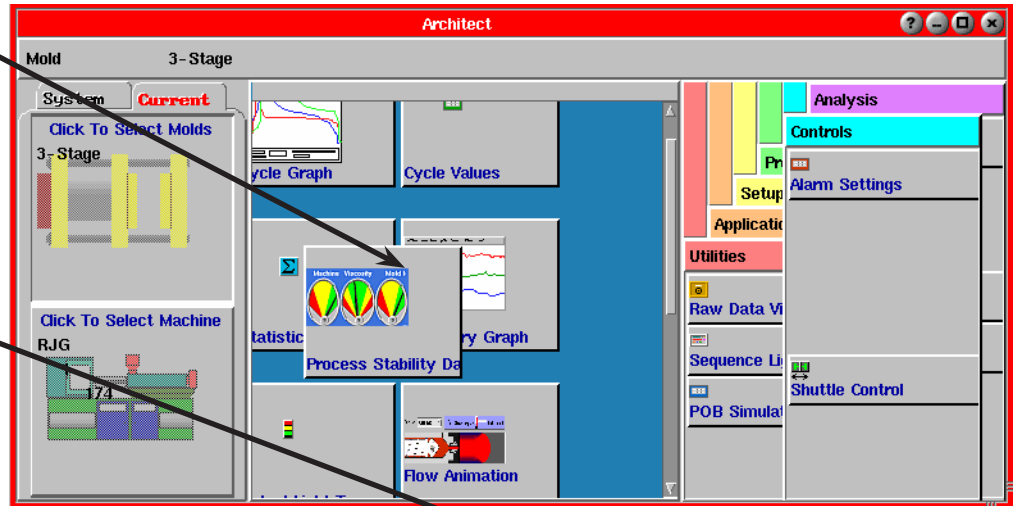 Architect
?
Mold 3-Stage
System Current
Click To Select Molds
3-Stage
Click To Select Machine
RJG
174
ycle Graph
Cycle Values
Σ
tatistic
ry Graph
Machine Viscosity Mold
Process Stability Da
Flow Animation
Analysis
Controls
Alarm Settings
Shuttle Control
Pr
Setup
Applicatio
Utilities
Raw Data Vi
Sequence Li
POB Simulat